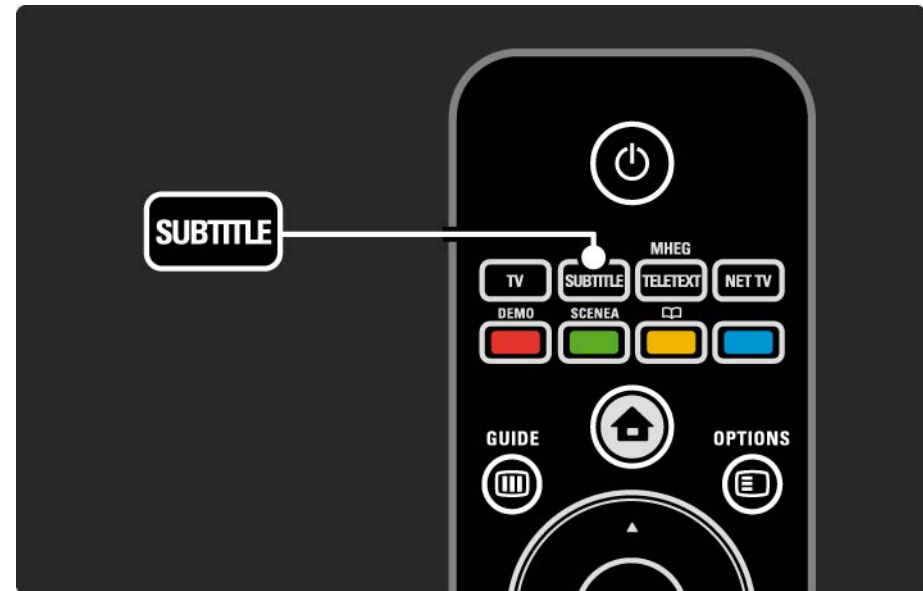 SUBTITLE
MHEG
TV SUBTITLE TELETEXT NET TV
DEMO SCENEA
GUIDE OPTIONS